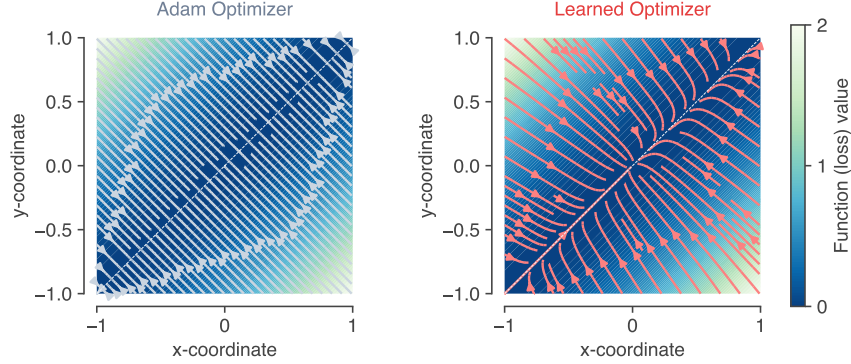 Adam Optimizer
1.0
0.5
0.0
−0.5
−1.0
y-coordinate
−1
0
1
x-coordinate
Learned Optimizer
1.0
0.5
0.0
−0.5
−1.0
y-coordinate
−1
0
1
x-coordinate
2
1
0
Function (loss) value